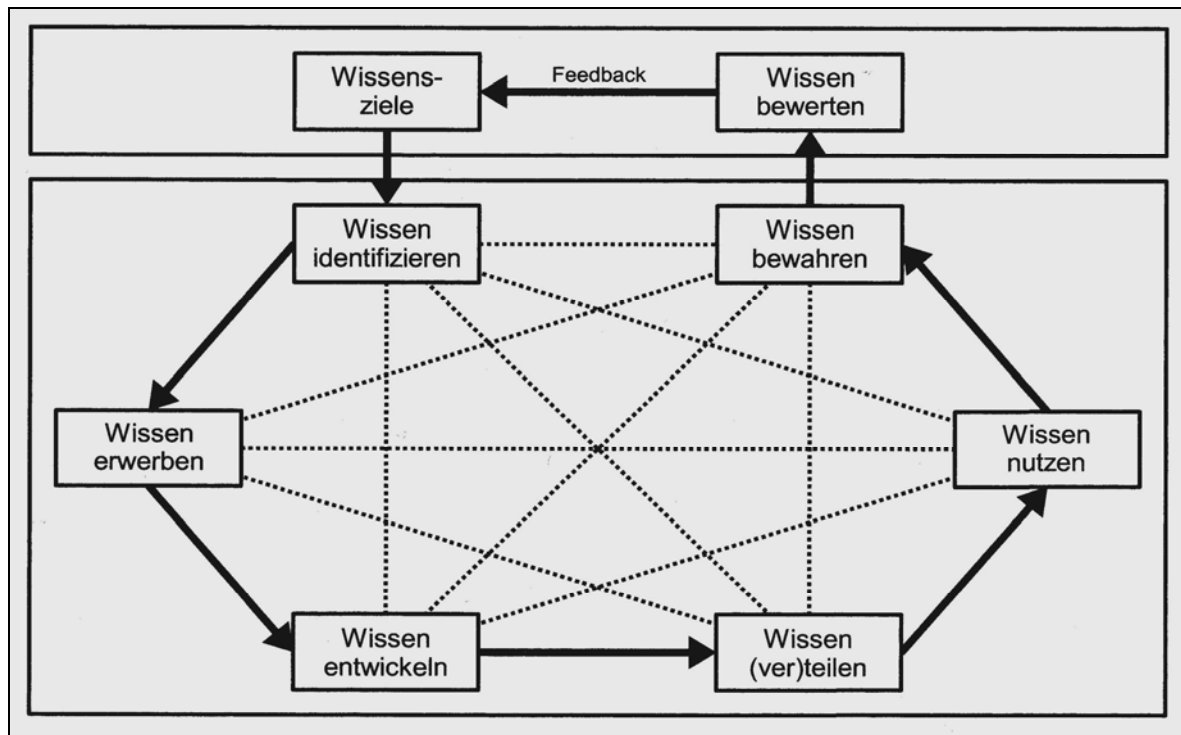 Wissens-
ziele
Feedback
Wissen
bewerten
Wissen
identifizieren
Wissen
bewahren
Wissen
erwerben
Wissen
nutzen
Wissen
entwickeln
Wissen
(ver)teilen